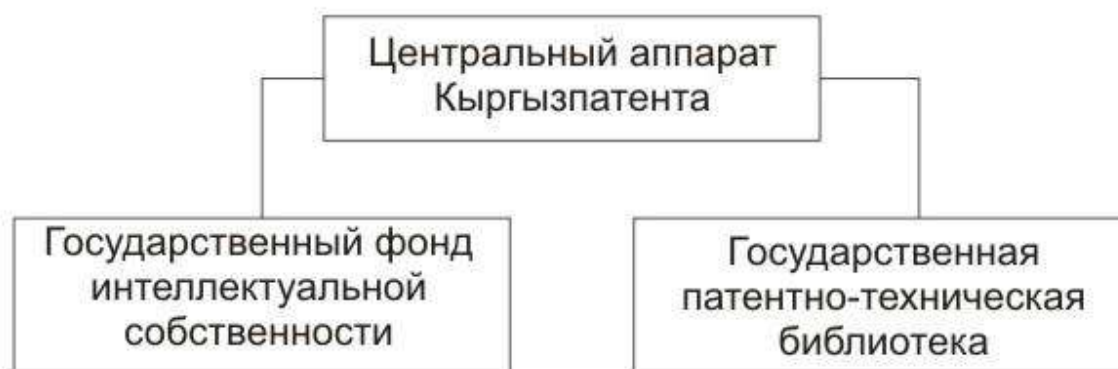 Центральный аппарат
Кыргызпатента
Государственный фонд
интеллектуальной
собственности
Государственная
патентно-техническая
библиотека